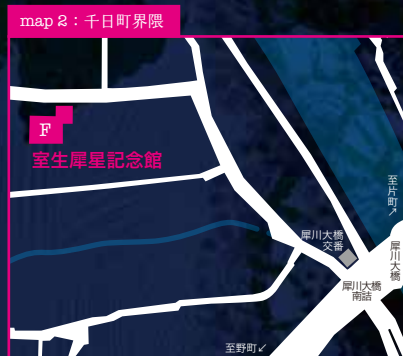 map 2：千日町界隈
F
室生犀星記念館
至片町↗
犀川大橋
交番
犀川大橋
犀川大橋
南詰
至野町↙